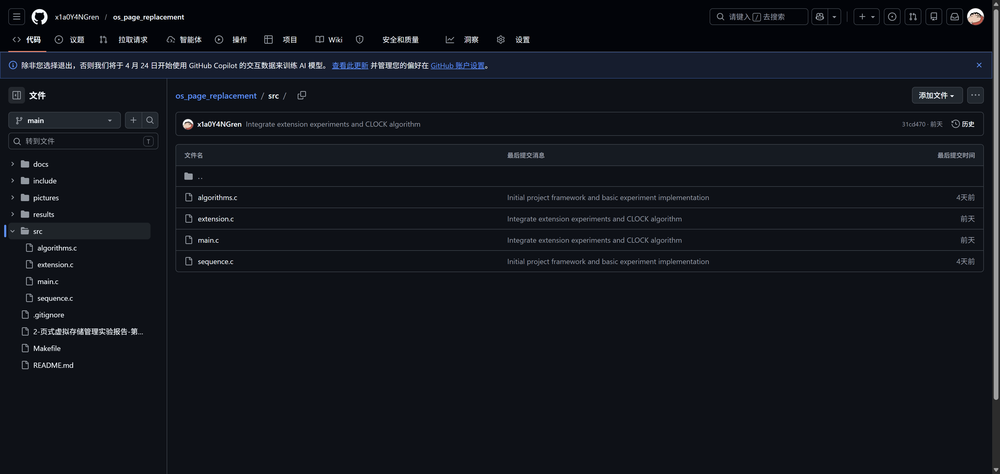 x1a0Y4NGren / os_page_replacement
请键入 / 去搜索
代码 议题 拉取请求 智能体 操作 项目 Wiki 安全和质量 洞察 设置
除非您选择退出，否则我们将于 4 月 24 日开始使用 GitHub Copilot 的交互数据来训练 AI 模型。 查看此更新 并管理您的偏好在 GitHub 账户设置。
文件
main
转到文件 T
docs
include
pictures
results
src
algorithms.c
extension.c
main.c
sequence.c
.gitignore
2-页式虚拟存储管理实验报告-第...
Makefile
README.md
os_page_replacement / src /
添加文件
x1a0Y4NGren Integrate extension experiments and CLOCK algorithm 31cd470 · 前天 历史
文件名 最后提交消息 最后提交时间
..
algorithms.c Initial project framework and basic experiment implementation 4天前
extension.c Integrate extension experiments and CLOCK algorithm 前天
main.c Integrate extension experiments and CLOCK algorithm 前天
sequence.c Initial project framework and basic experiment implementation 4天前